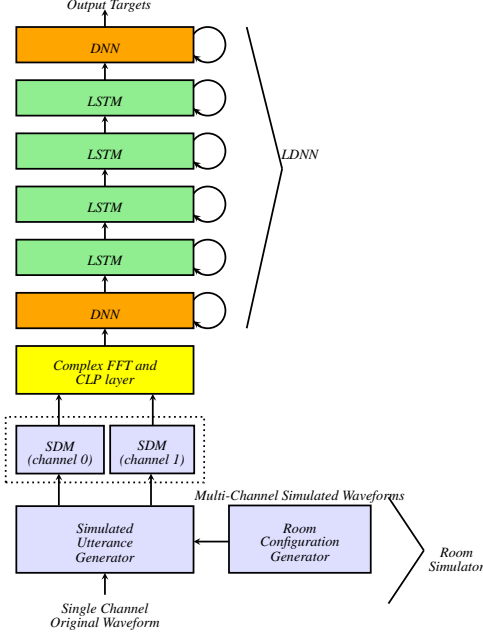 Output Targets
DNN
LSTM
LSTM
LDNN
LSTM
LSTM
DNN
Complex FFT and
CLP layer
SDM
(channel 0)
SDM
(channel 1)
Multi-Channel Simulated Waveforms
Simulated
Utterance
Generator
Room
Configuration
Generator
Room
Simulator
Single Channel
Original Waveform